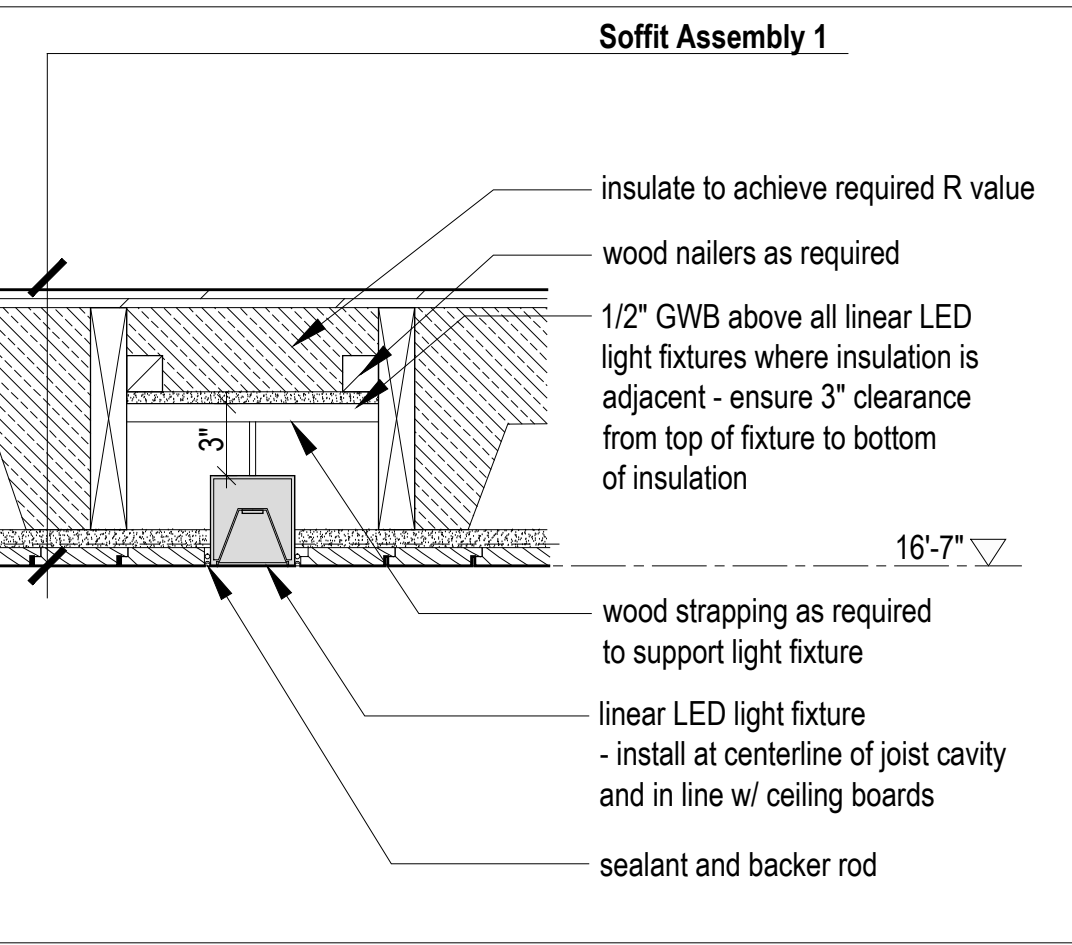 Soffit Assembly 1
insulate to achieve required R value
wood nailers as required
1/2" GWB above all linear LED
light fixtures where insulation is
adjacent - ensure 3" clearance
from top of fixture to bottom
of insulation
3"
16'-7"
wood strapping as required
to support light fixture
linear LED light fixture
- install at centerline of joist cavity
and in line w/ ceiling boards
sealant and backer rod